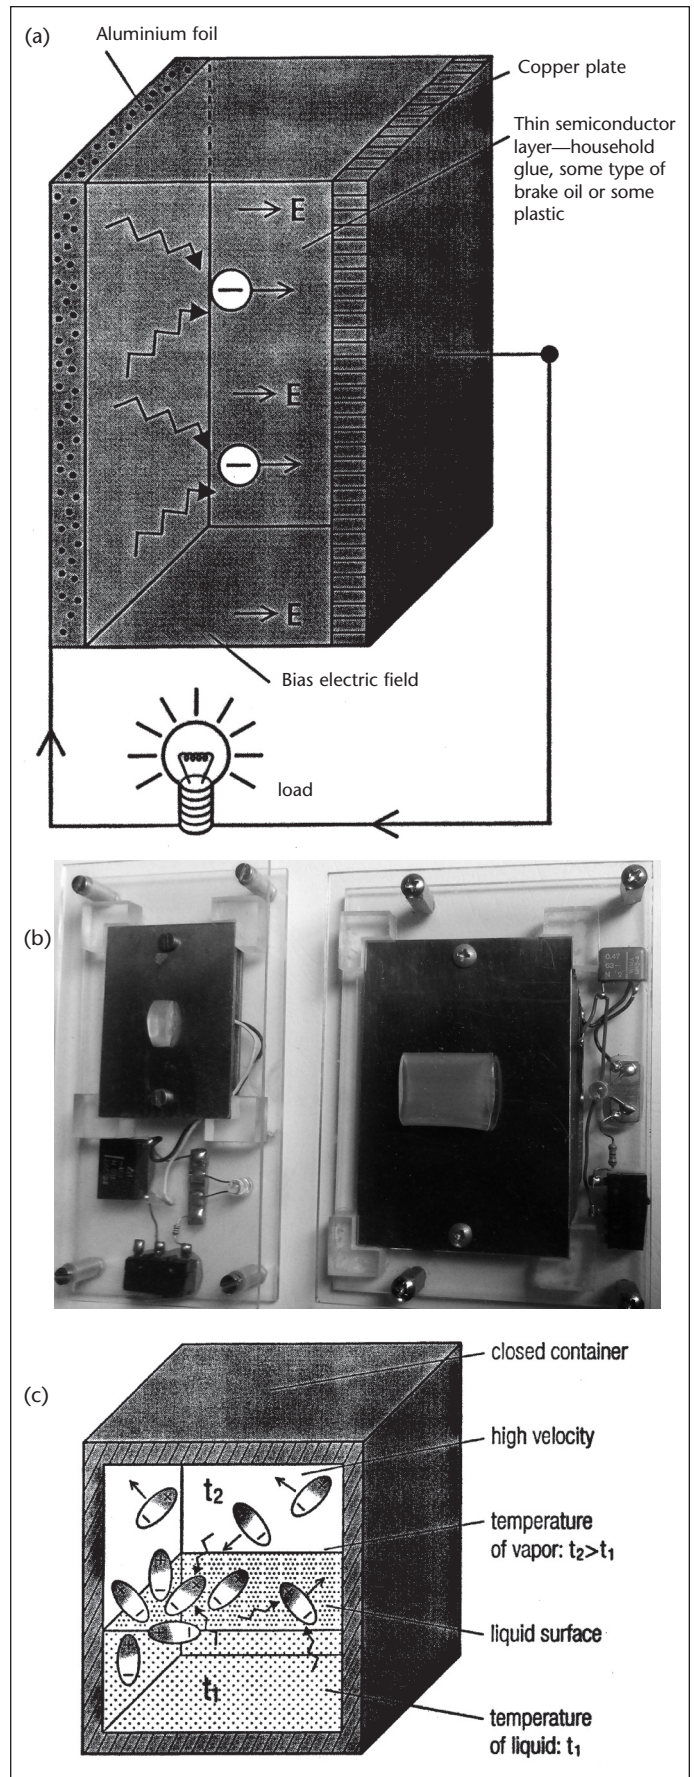 (a)
Aluminium foil
Copper plate
Thin semiconductor
layer—household
glue, some type of
brake oil or some
plastic
E
E
E
Bias electric field
load
(b)
0.47
(c)
closed container
high velocity
t₂
temperature
of vapor: t₂>t₁
liquid surface
t₁
temperature
of liquid: t₁